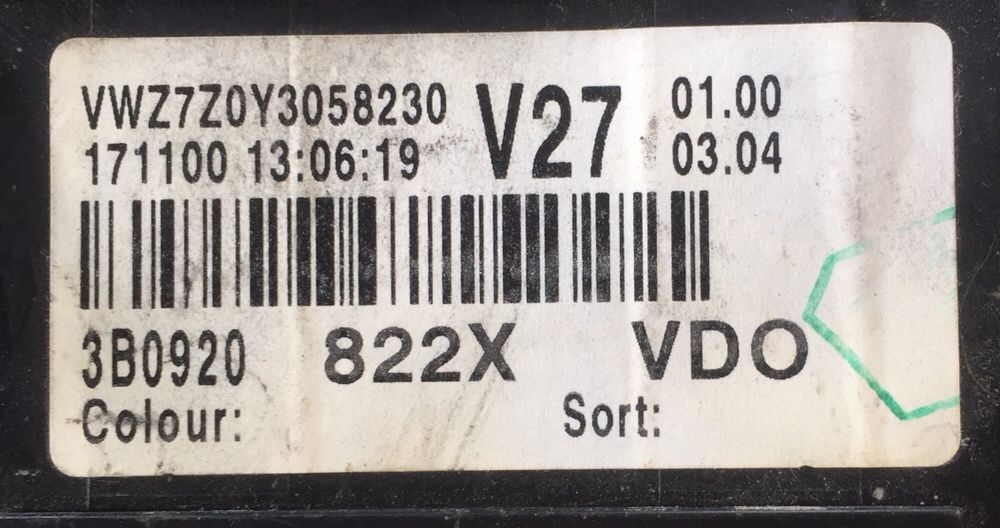 VWZ7Z0Y3058230 V27 01.00
171100 13:06:19 03.04
3B0920 822X VDO
Colour: Sort: